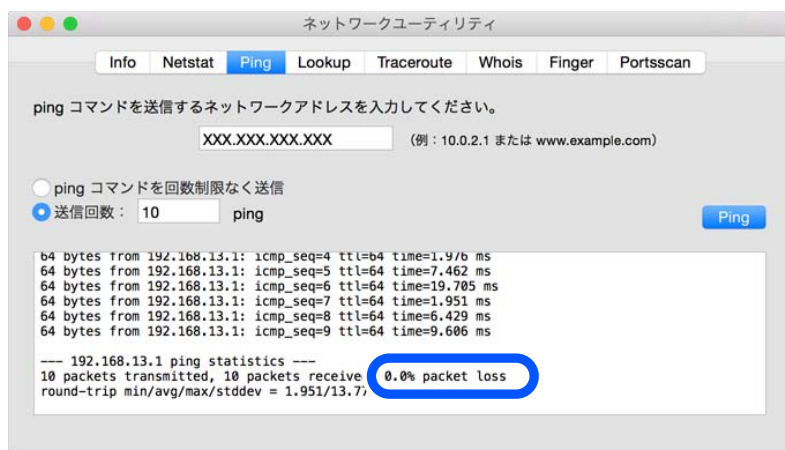 ネットワークユーティリティ
Info Netstat Ping Lookup Traceroute Whois Finger Portsscan
ping コマンドを送信するネットワークアドレスを入力してください。
XXX.XXX.XXX.XXX （例：10.0.2.1 または www.example.com）
ping コマンドを回数制限なく送信
送信回数： 10 ping
Ping
64 bytes from 192.168.13.1: icmp_seq=4 ttl=64 time=1.976 ms
64 bytes from 192.168.13.1: icmp_seq=5 ttl=64 time=7.462 ms
64 bytes from 192.168.13.1: icmp_seq=6 ttl=64 time=19.705 ms
64 bytes from 192.168.13.1: icmp_seq=7 ttl=64 time=1.951 ms
64 bytes from 192.168.13.1: icmp_seq=8 ttl=64 time=6.429 ms
64 bytes from 192.168.13.1: icmp_seq=9 ttl=64 time=9.606 ms
--- 192.168.13.1 ping statistics ---
10 packets transmitted, 10 packets receive 0.0% packet loss
round-trip min/avg/max/stddev = 1.951/13.77